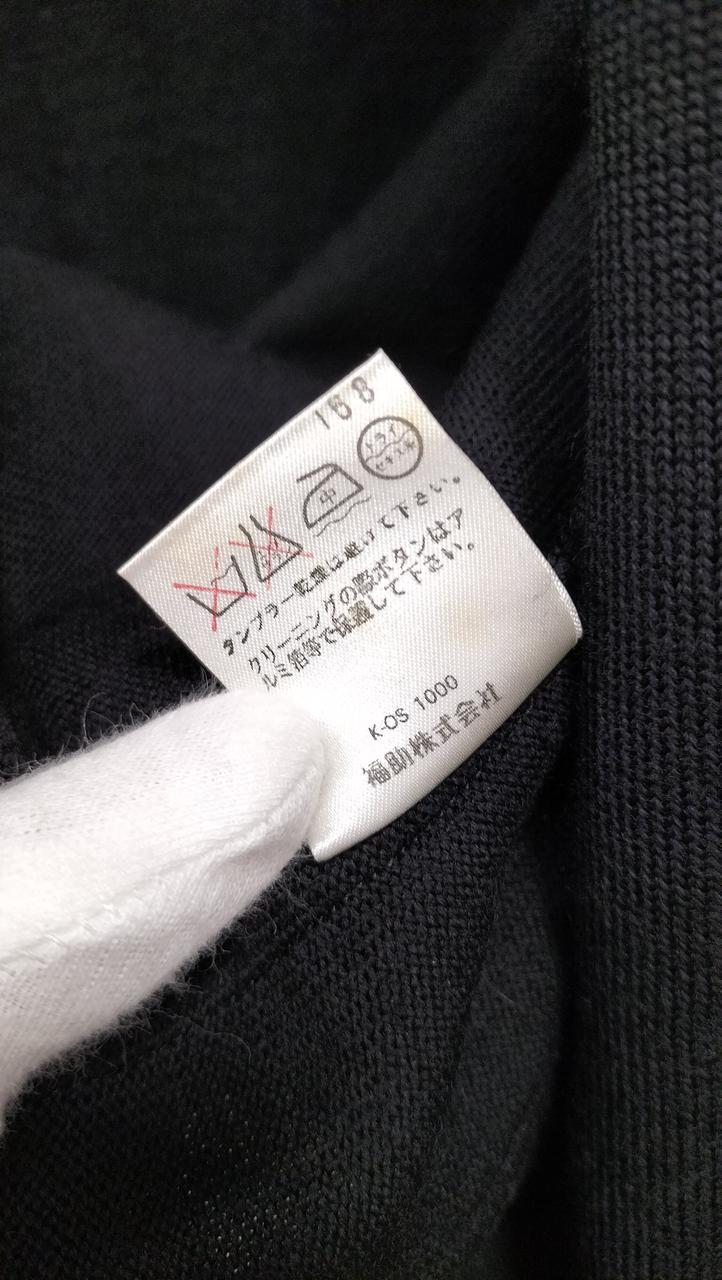 168
ドライ
セキユ系
中
タンブラー乾燥は避けて下さい。
クリーニングの際ボタンはア
ルミ箔等で保護して下さい。
K-OS 1000
福助株式会社